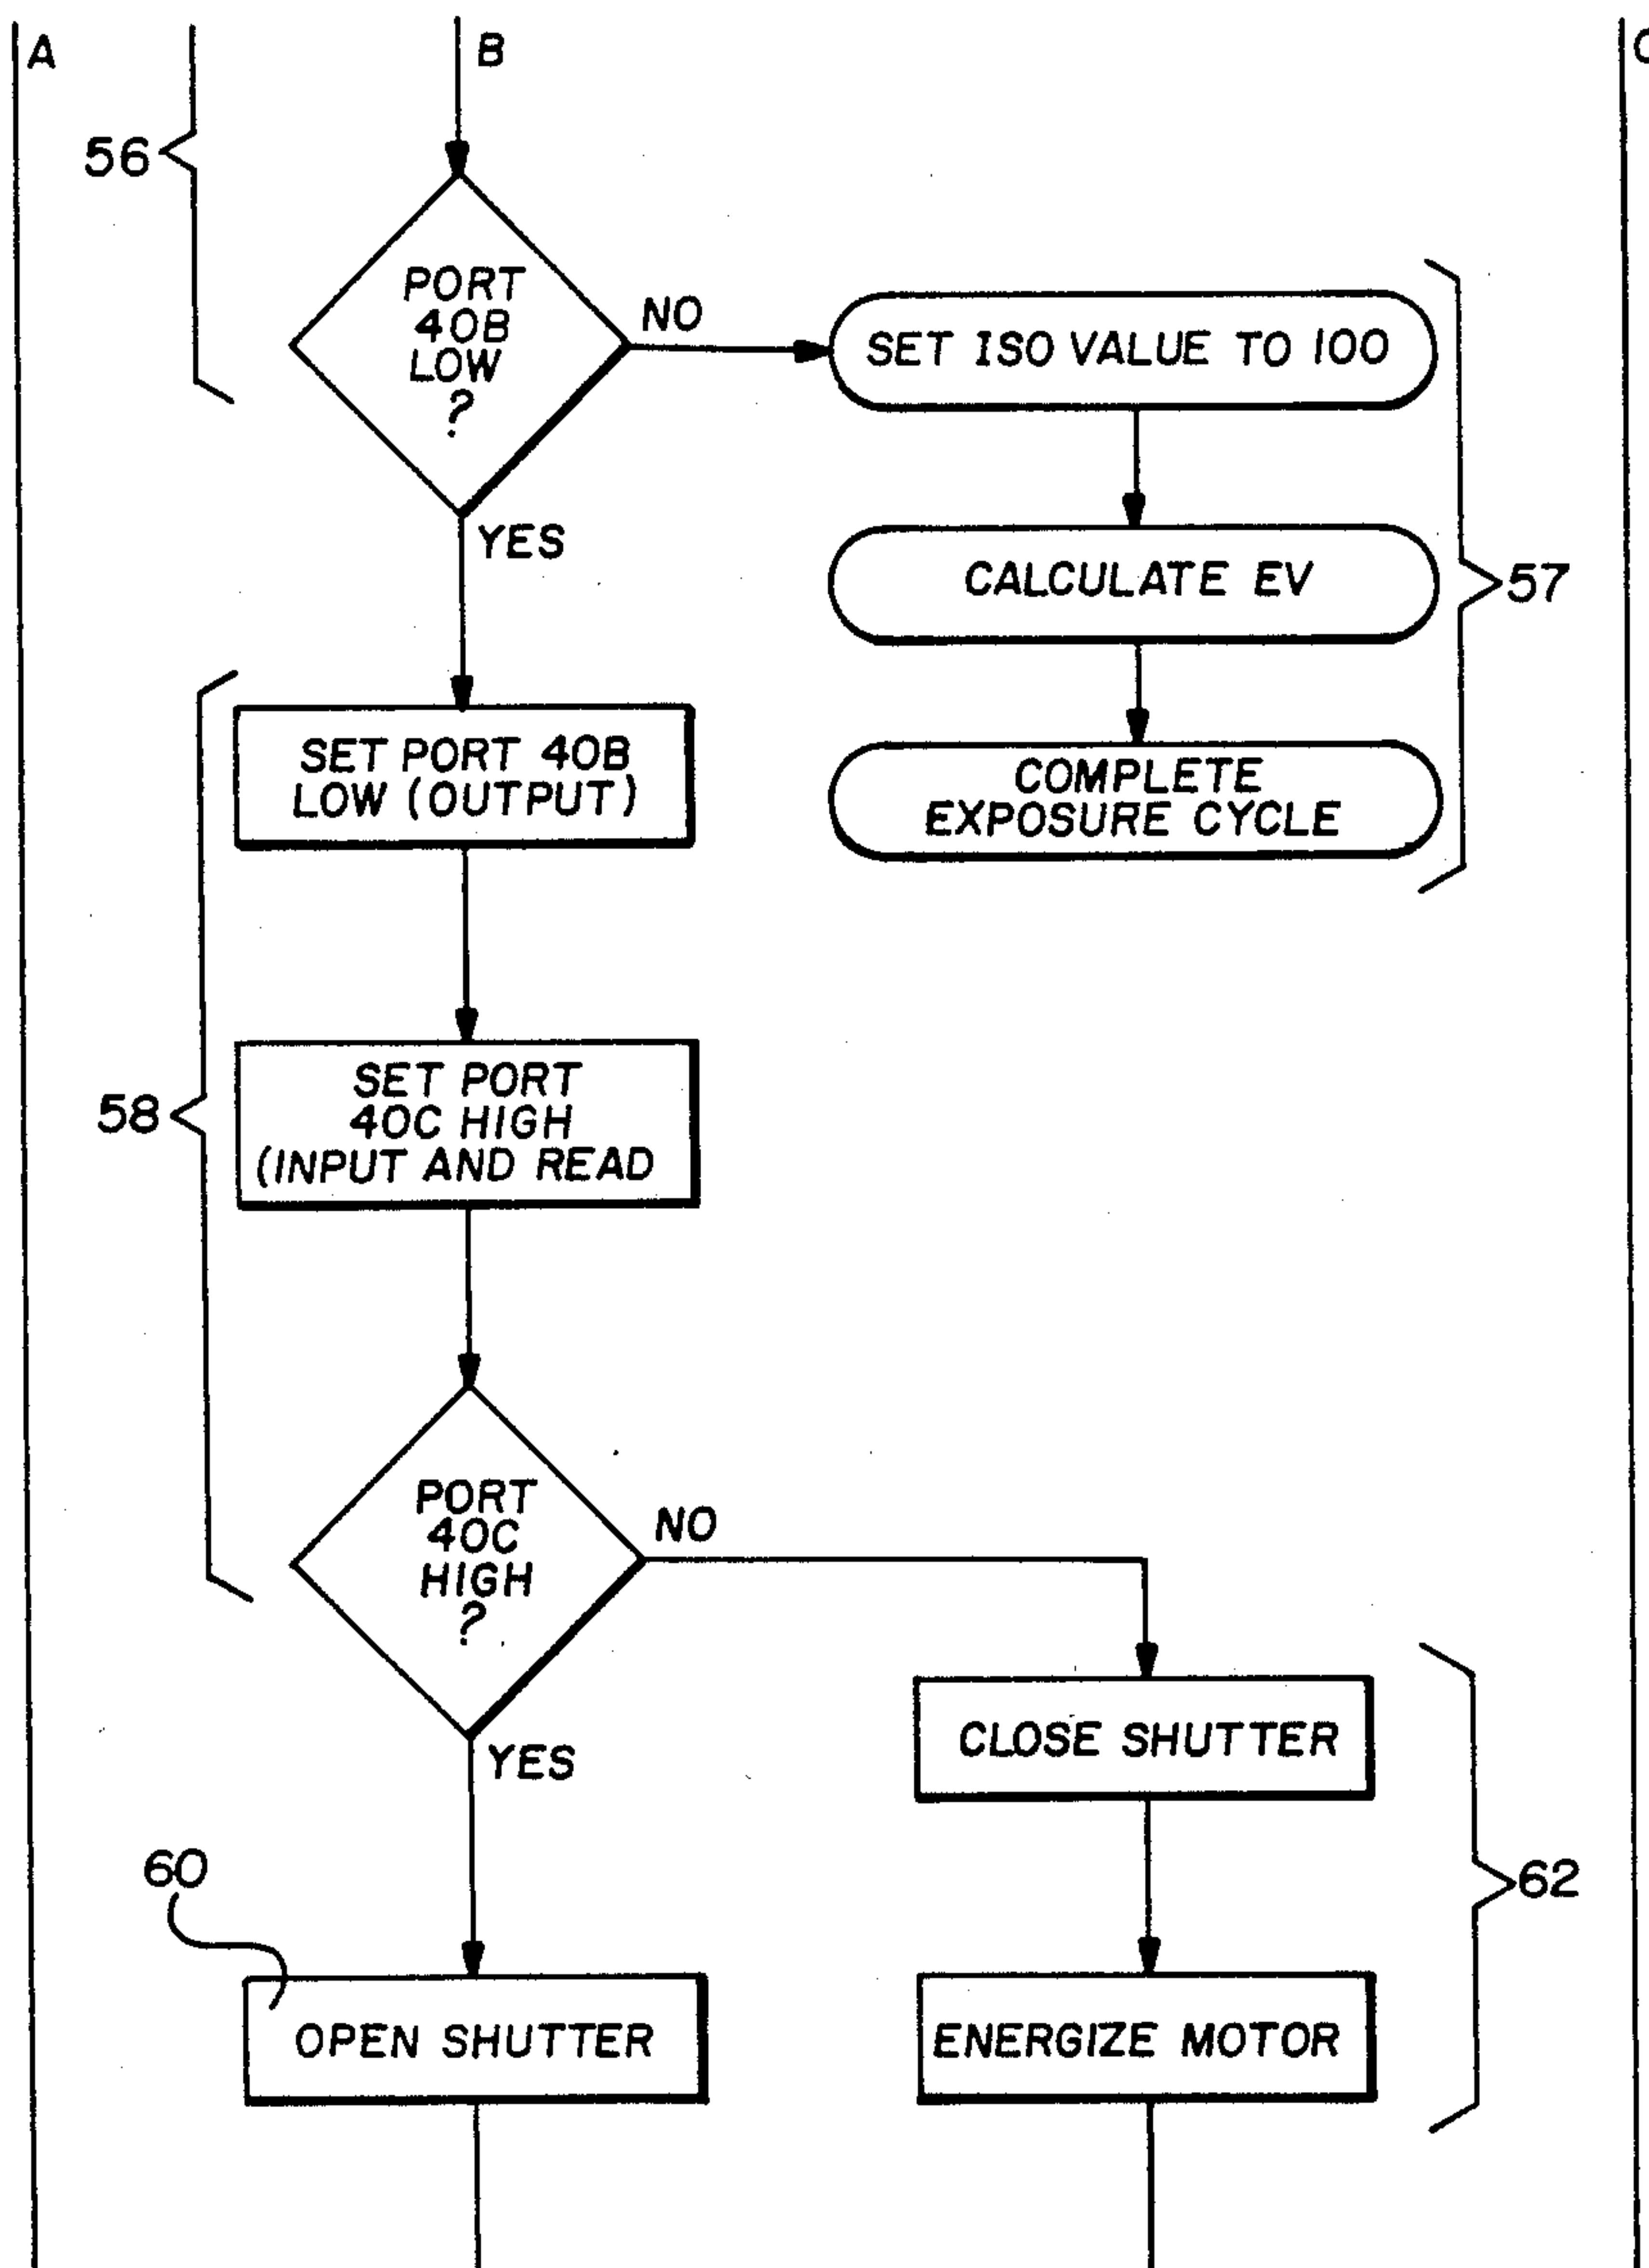 A
B
C
56
PORT
40B
LOW
?
NO
SET ISO VALUE TO 100
YES
CALCULATE EV
57
SET PORT 40B
LOW (OUTPUT)
COMPLETE
EXPOSURE CYCLE
58
SET PORT
40C HIGH
(INPUT AND READ
PORT
40C
HIGH
?
NO
YES
CLOSE SHUTTER
60
62
OPEN SHUTTER
ENERGIZE MOTOR